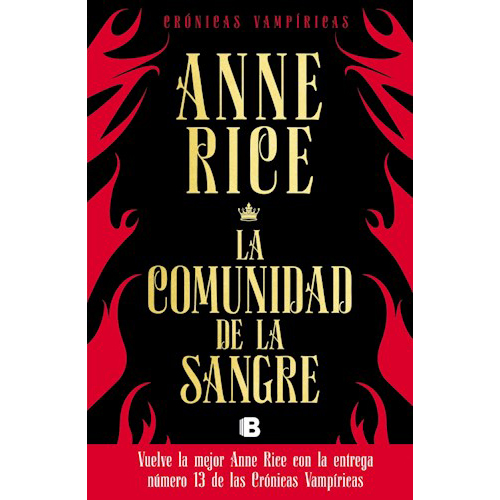 CRÓNICAS VAMPÍRICAS
ANNE
RICE
LA
COMUNIDAD
DE LA
SANGRE
B
Vuelve la mejor Anne Rice con la entrega
número 13 de las Crónicas Vampíricas